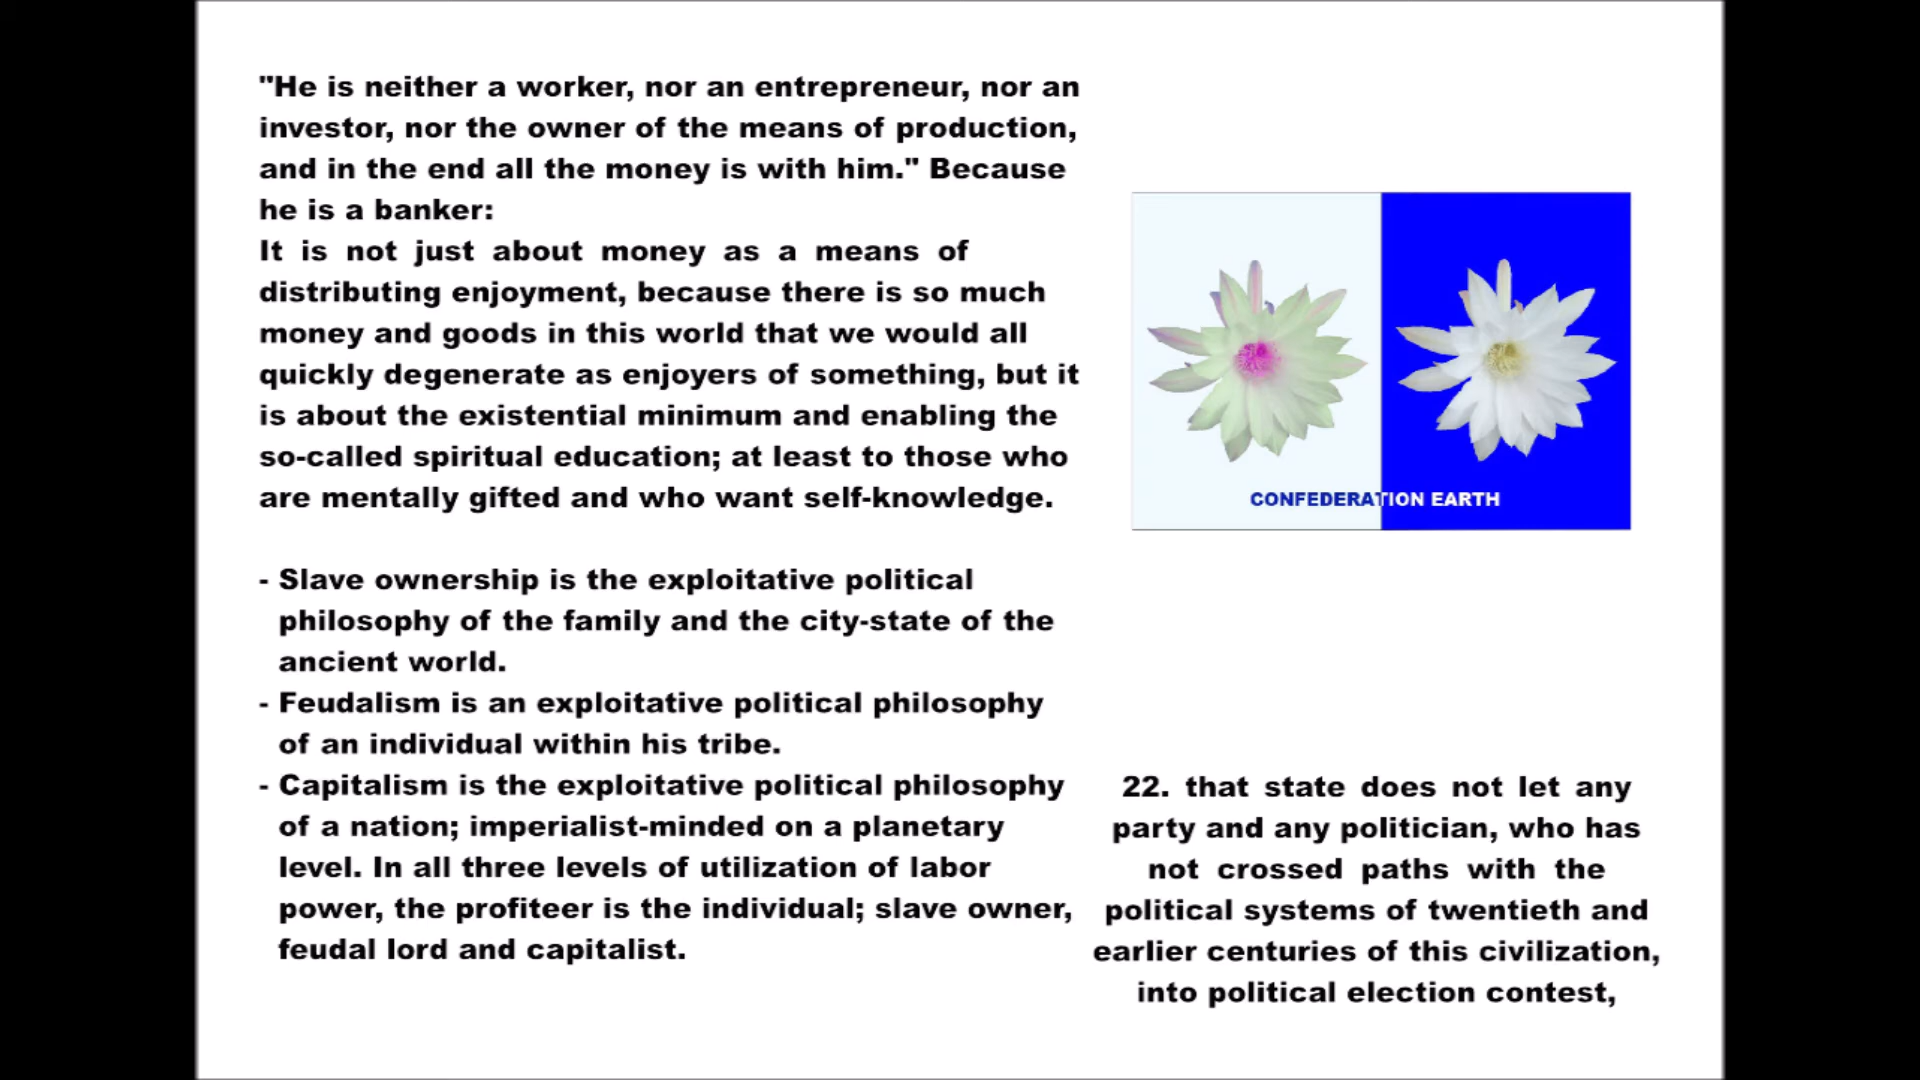 "He is neither a worker, nor an entrepreneur, nor an
investor, nor the owner of the means of production,
and in the end all the money is with him." Because
he is a banker:
It is not just about money as a means of
distributing enjoyment, because there is so much
money and goods in this world that we would all
quickly degenerate as enjoyers of something, but it
is about the existential minimum and enabling the
so-called spiritual education; at least to those who
are mentally gifted and who want self-knowledge.
- Slave ownership is the exploitative political
philosophy of the family and the city-state of the
ancient world.
- Feudalism is an exploitative political philosophy
of an individual within his tribe.
- Capitalism is the exploitative political philosophy
of a nation; imperialist-minded on a planetary
level. In all three levels of utilization of labor
power, the profiteer is the individual; slave owner,
feudal lord and capitalist.
CONFEDERATION EARTH
22. that state does not let any
party and any politician, who has
not crossed paths with the
political systems of twentieth and
earlier centuries of this civilization,
into political election contest,